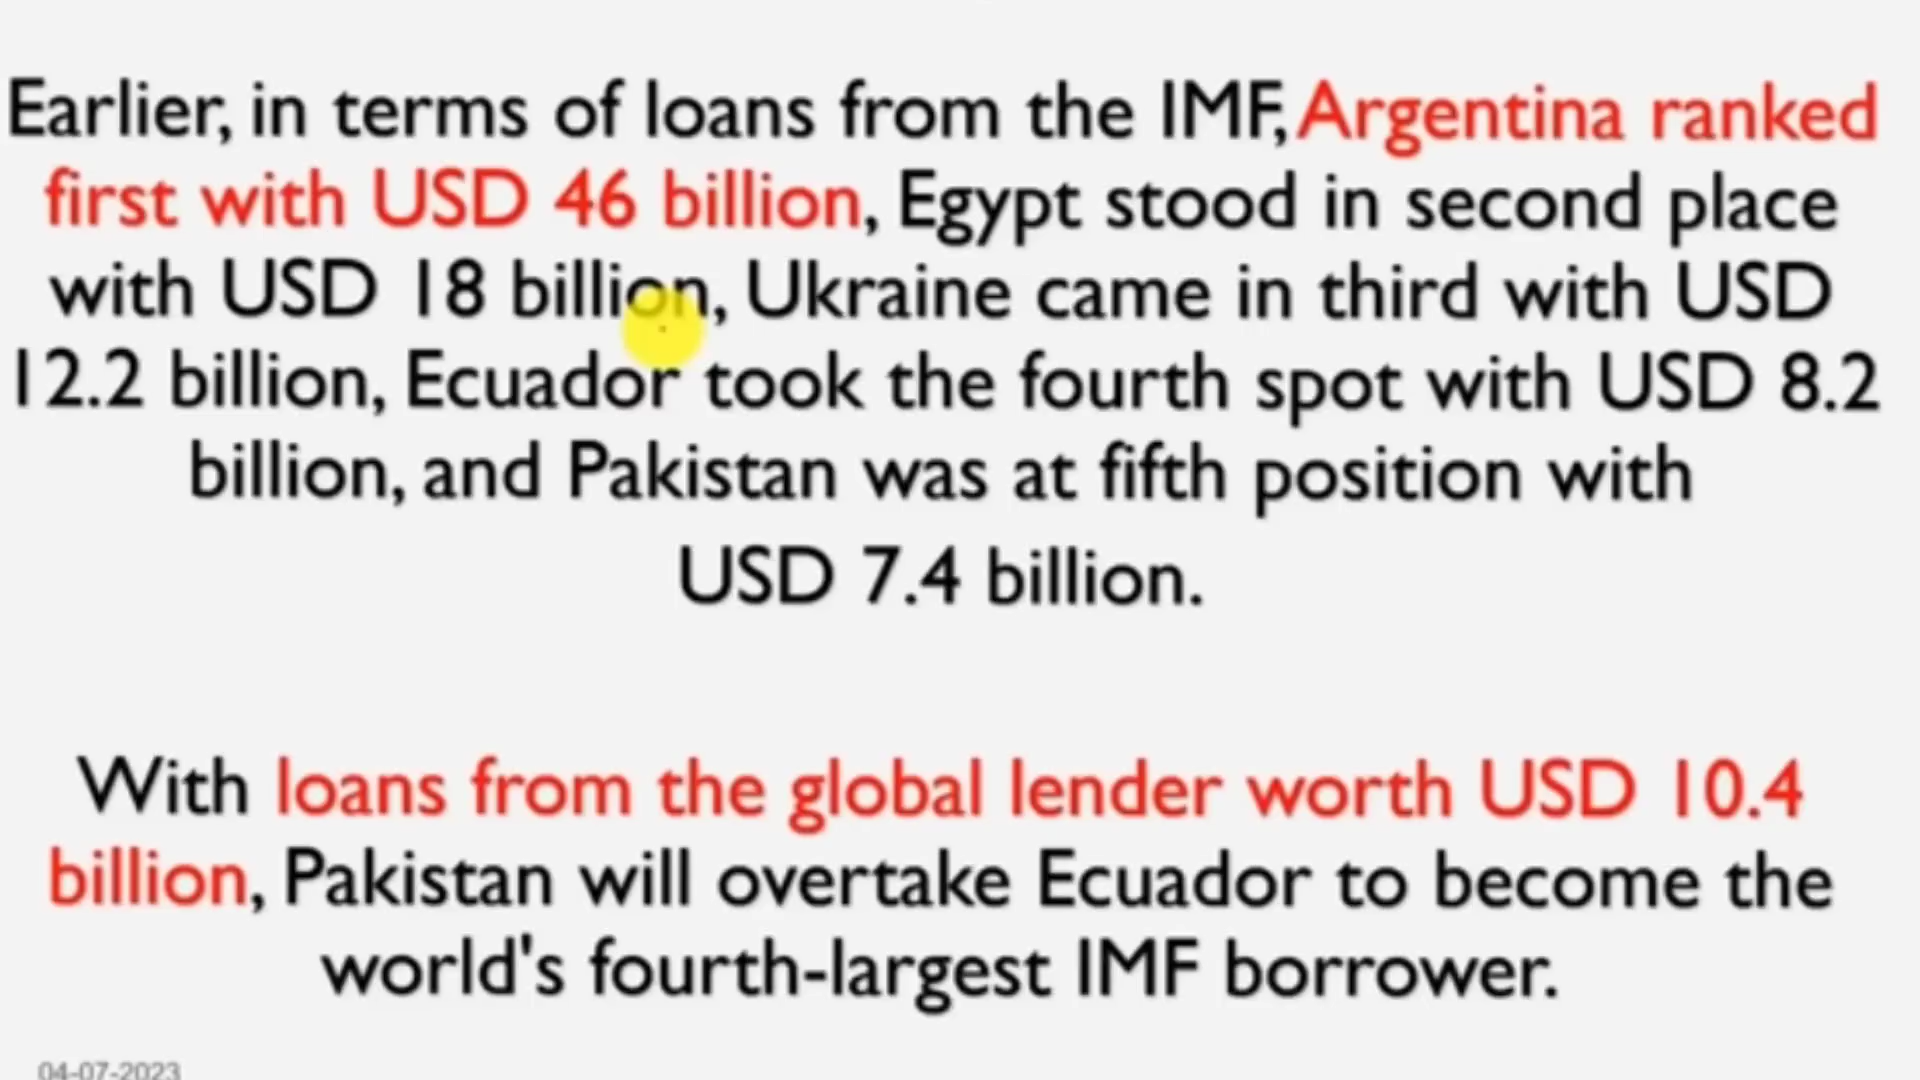 Earlier, in terms of loans from the IMF, Argentina ranked
first with USD 46 billion, Egypt stood in second place
with USD 18 billion, Ukraine came in third with USD
12.2 billion, Ecuador took the fourth spot with USD 8.2
billion, and Pakistan was at fifth position with
USD 7.4 billion.
With loans from the global lender worth USD 10.4
billion, Pakistan will overtake Ecuador to become the
world's fourth-largest IMF borrower.
04-07-2023